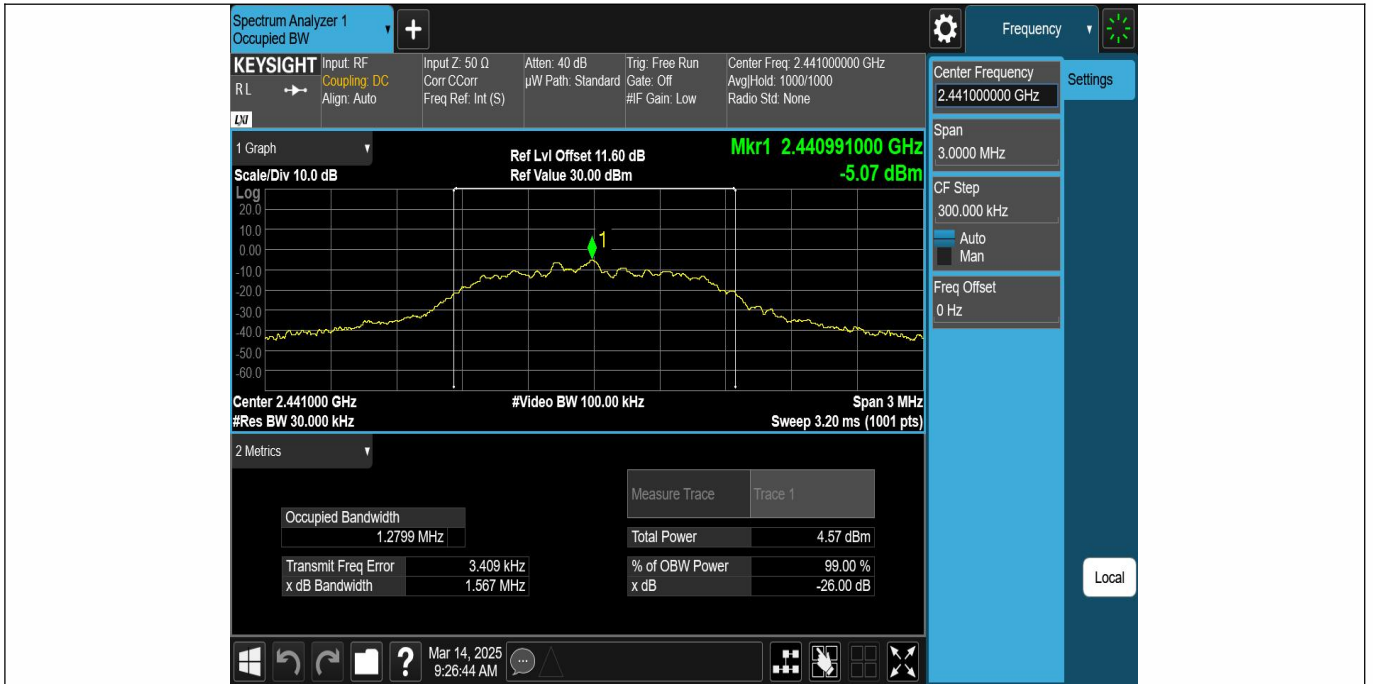 Spectrum Analyzer 1
Occupied BW
+
Frequency
KEYSIGHT
RL
LXI
Input: RF
Coupling: DC
Align: Auto
Input Z: 50 Ω
Corr CCorr
Freq Ref: Int (S)
Atten: 40 dB
µW Path: Standard
Trig: Free Run
Gate: Off
#IF Gain: Low
Center Freq: 2.441000000 GHz
Avg|Hold: 1000/1000
Radio Std: None
Center Frequency
2.441000000 GHz
Settings
Span
3.0000 MHz
CF Step
300.000 kHz
Auto
Man
Freq Offset
0 Hz
Local
1 Graph
Scale/Div 10.0 dB
Ref Lvl Offset 11.60 dB
Ref Value 30.00 dBm
Mkr1 2.440991000 GHz
-5.07 dBm
Log
20.0
10.0
0.00
-10.0
-20.0
-30.0
-40.0
-50.0
-60.0
1
Center 2.441000 GHz
#Video BW 100.00 kHz
Span 3 MHz
#Res BW 30.000 kHz
Sweep 3.20 ms (1001 pts)
2 Metrics
Measure Trace
Trace 1
Occupied Bandwidth
1.2799 MHz
Total Power
4.57 dBm
Transmit Freq Error
3.409 kHz
% of OBW Power
99.00 %
x dB Bandwidth
1.567 MHz
x dB
-26.00 dB
?
Mar 14, 2025
9:26:44 AM